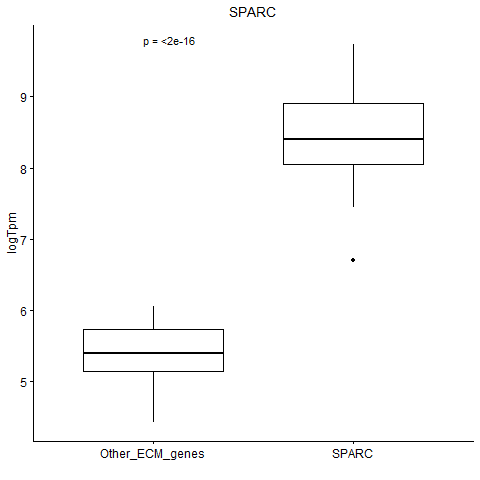 SPARC
p = <2e-16
9
8
7
6
5
logTpm
Other_ECM_genes
SPARC